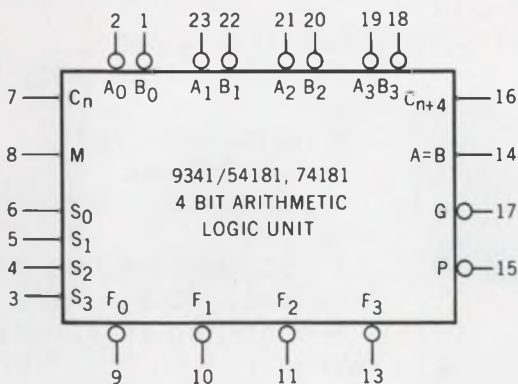 2 1 23 22 21 20 19 18
A0 B0 A1 B1 A2 B2 A3 B3
7 Cn Cn+4 16
8 M A=B 14
9341/54181, 74181
4 BIT ARITHMETIC
LOGIC UNIT
6 S0 G 17
5 S1
4 S2 P 15
3 S3
F0 F1 F2 F3
9 10 11 13